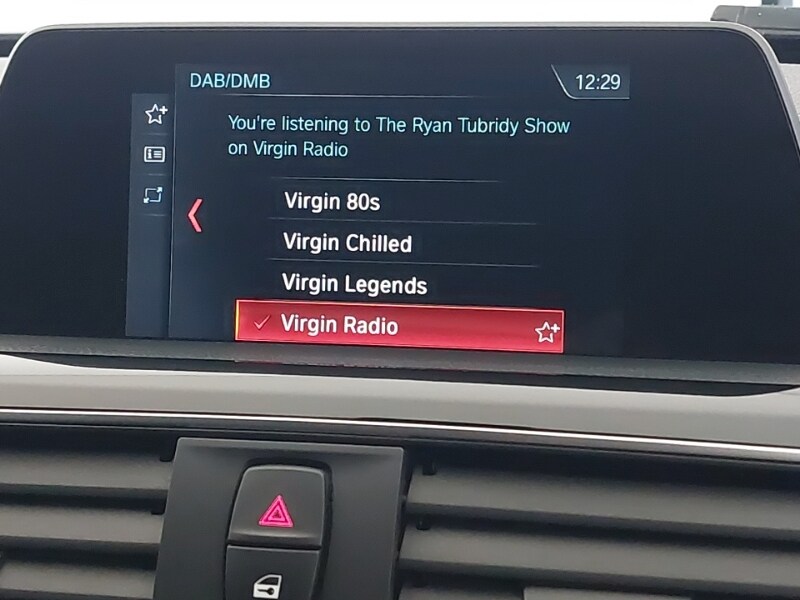 DAB/DMB
12:29
You're listening to The Ryan Tubridy Show
on Virgin Radio
Virgin 80s
Virgin Chilled
Virgin Legends
Virgin Radio